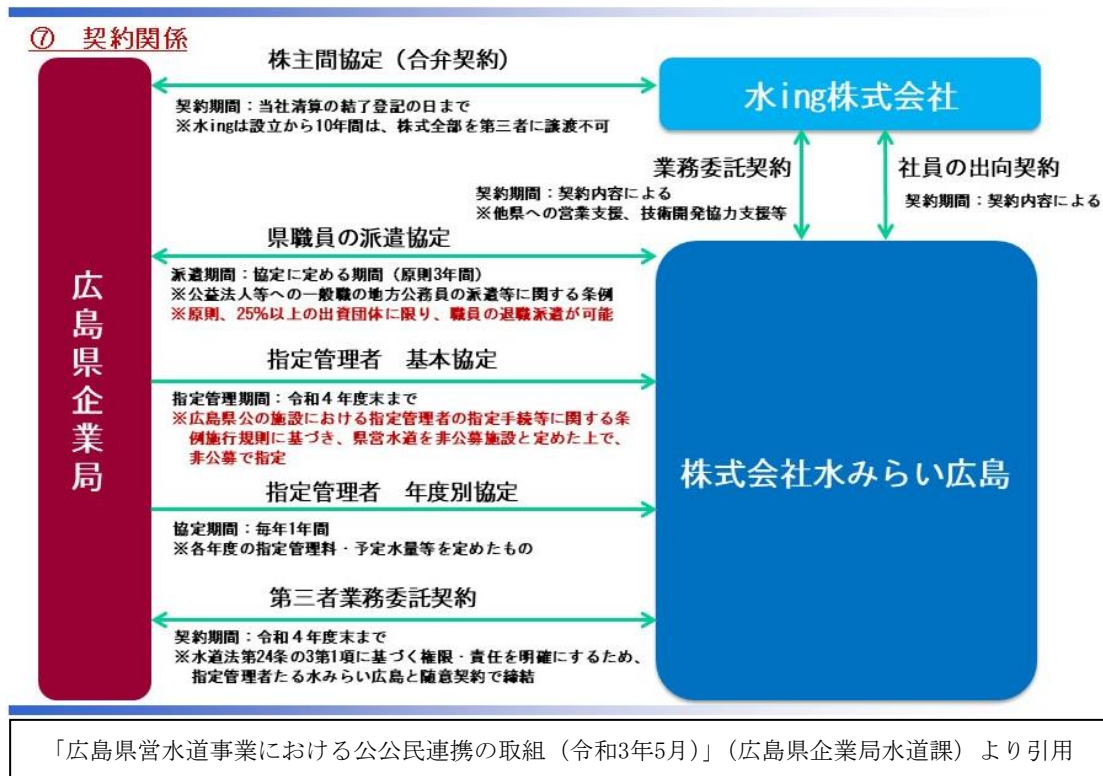 ⑦ 契約関係
株主間協定（合弁契約）
契約期間：当社清算の結了登記の日まで
※水ingは設立から10年間は、株式全部を第三者に譲渡不可
水ing株式会社
業務委託契約
契約期間：契約内容による
※他県への営業支援、技術開発協力支援等
社員の出向契約
契約期間：契約内容による
広島県企業局
県職員の派遣協定
派遣期間：協定に定める期間（原則3年間）
※公益法人等への一般職の地方公務員の派遣等に関する条例
※原則、25%以上の出資団体に限り、職員の退職派遣が可能
指定管理者 基本協定
指定管理期間：令和４年度末まで
※広島県公の施設における指定管理者の指定手続等に関する条
例施行規則に基づき、県営水道を非公募施設と定めた上で、
非公募で指定
指定管理者 年度別協定
協定期間：毎年1年間
※各年度の指定管理料・予定水量等を定めたもの
第三者業務委託契約
契約期間：令和４年度末まで
※水道法第24条の3第1項に基づく権限・責任を明確にするため、
指定管理者たる水みらい広島と随意契約で締結
株式会社水みらい広島
「広島県営水道事業における公公民連携の取組（令和3年5月）」（広島県企業局水道課）より引用